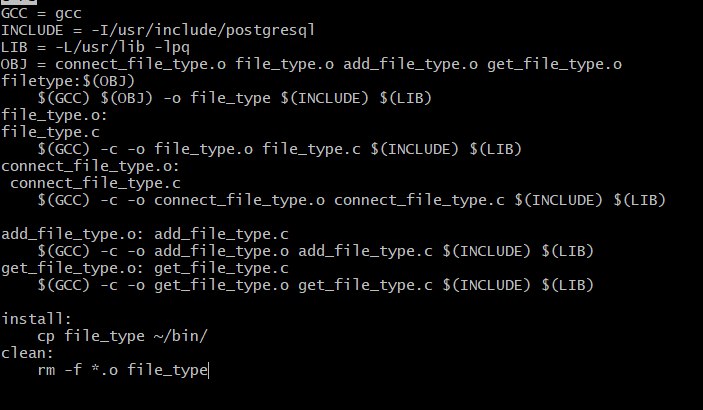 GCC = gcc
INCLUDE = -I/usr/include/postgresql
LIB = -L/usr/lib -lpq
OBJ = connect_file_type.o file_type.o add_file_type.o get_file_type.o
filetype:$(OBJ)
    $(GCC) $(OBJ) -o file_type $(INCLUDE) $(LIB)
file_type.o:
file_type.c
    $(GCC) -c -o file_type.o file_type.c $(INCLUDE) $(LIB)
connect_file_type.o:
 connect_file_type.c
    $(GCC) -c -o connect_file_type.o connect_file_type.c $(INCLUDE) $(LIB)
add_file_type.o: add_file_type.c
    $(GCC) -c -o add_file_type.o add_file_type.c $(INCLUDE) $(LIB)
get_file_type.o: get_file_type.c
    $(GCC) -c -o get_file_type.o get_file_type.c $(INCLUDE) $(LIB)
install:
    cp file_type ~/bin/
clean:
    rm -f *.o file_type